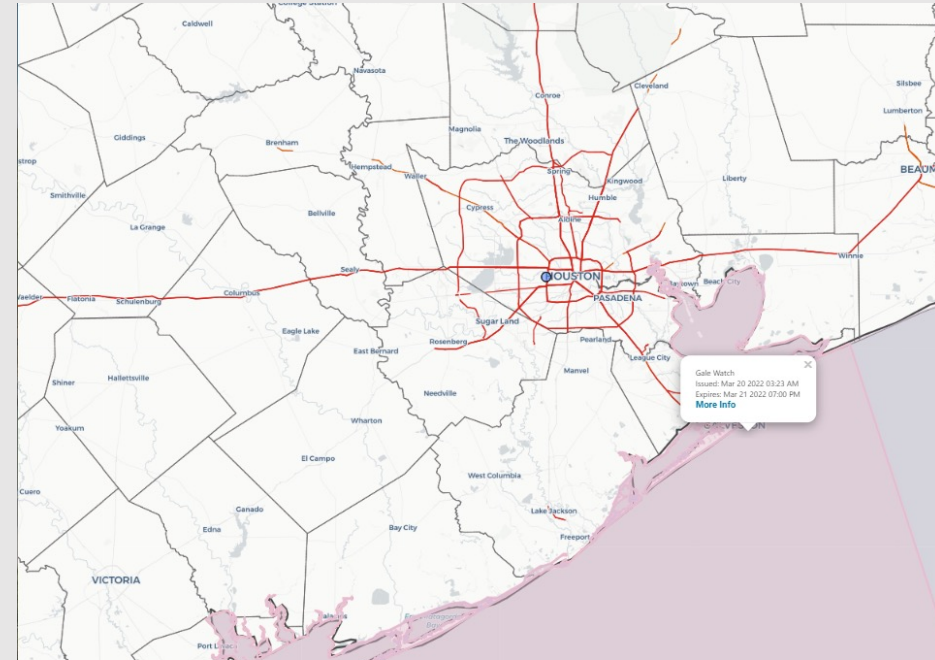 College Station
Caldwell
Navasota
Conroe
Cleveland
Silsbee
Lumberton
Giddings
Brenham
Magnolia
The Woodlands
strop
Hempstead
Waller
Spring
Kingwood
Liberty
BEAUM
Smithville
Cypress
Humble
Bellville
Aldine
La Grange
Winnie
Sealy
HOUSTON
Beach City
Columbus
PASADENA
Waelder
Flatonia
Schulenburg
Sugar Land
Eagle Lake
Rosenberg
Pearland
East Bernard
League City
Manvel
Gale Watch
Issued: Mar 20 2022 03:23 AM
Expires: Mar 21 2022 07:00 PM
More Info
Shiner
Hallettsville
Needville
Yoakum
Wharton
El Campo
West Columbia
Cuero
Ganado
Lake Jackson
Edna
Bay City
Freeport
VICTORIA